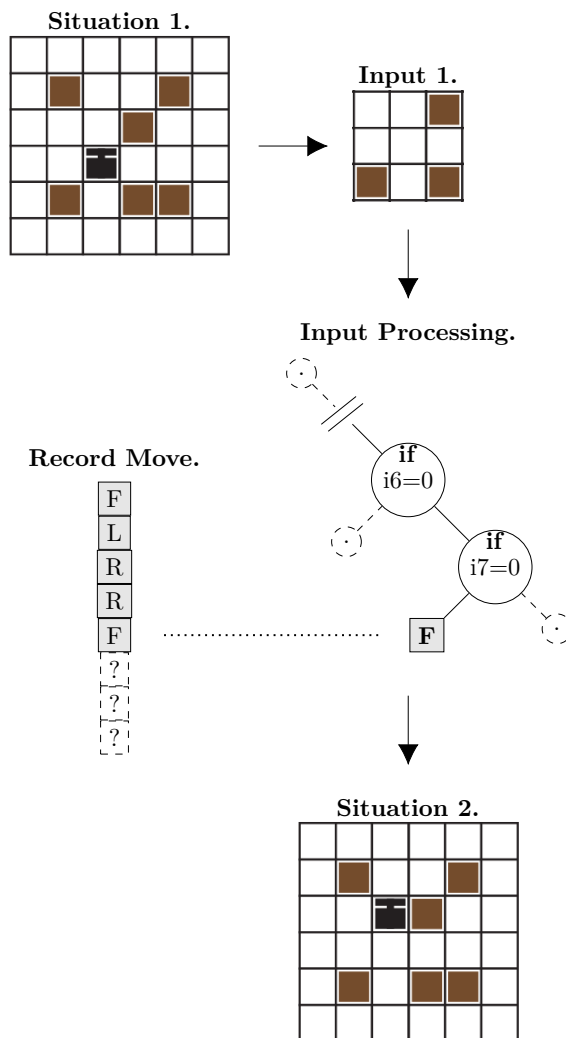 Situation 1.
Input 1.
Input Processing.
if
i6=0
Record Move.
F
L
R
R
F
?
?
?
if
i7=0
F
Situation 2.